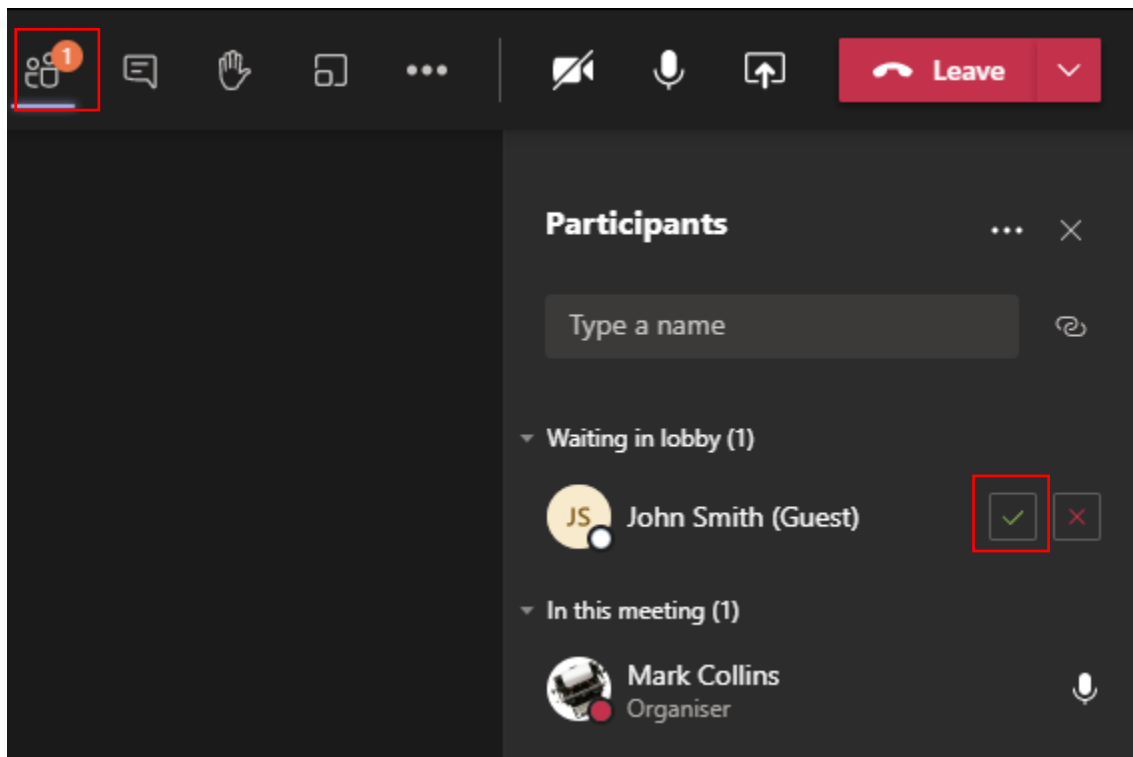 1
Leave
Participants
Type a name
Waiting in lobby (1)
JS John Smith (Guest)
In this meeting (1)
Mark Collins
Organiser